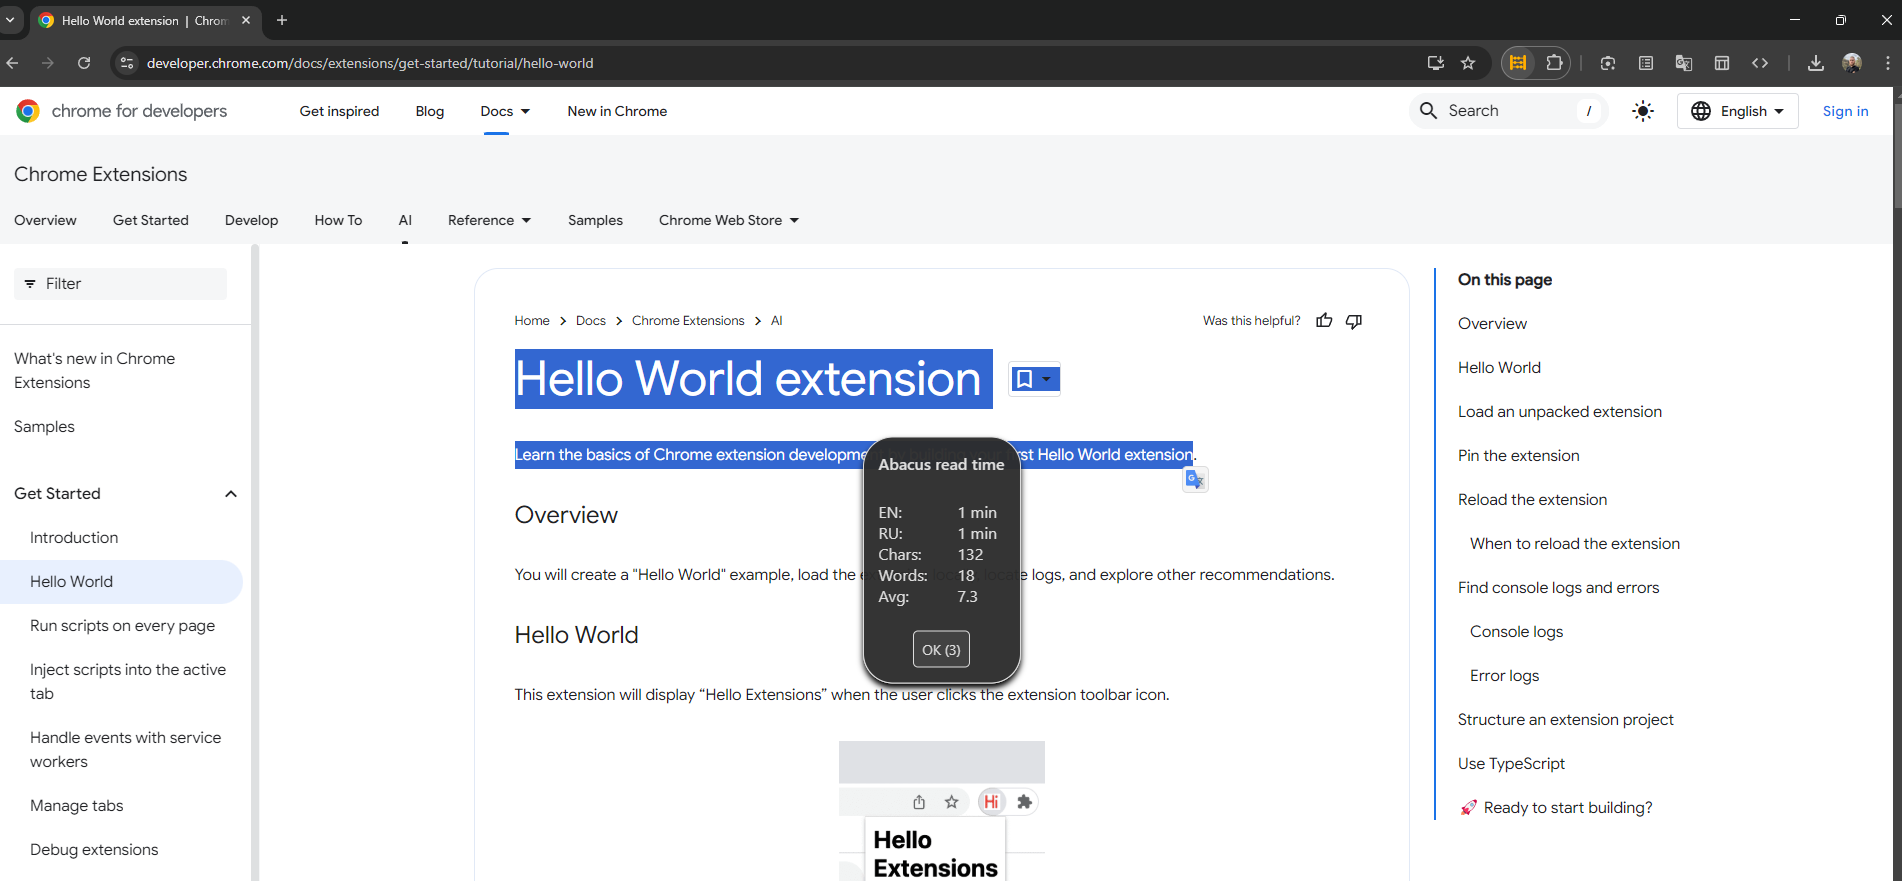 Hello World extension | Chrom
developer.chrome.com/docs/extensions/get-started/tutorial/hello-world
chrome for developers
Get inspired
Blog
Docs
New in Chrome
Search
/
English
Sign in
Chrome Extensions
Overview
Get Started
Develop
How To
AI
Reference
Samples
Chrome Web Store
Filter
What's new in Chrome
Extensions
Samples
Get Started
Introduction
Hello World
Run scripts on every page
Inject scripts into the active
tab
Handle events with service
workers
Manage tabs
Debug extensions
Home > Docs > Chrome Extensions > AI
Was this helpful?
Hello World extension
Learn the basics of Chrome extension developme st Hello World extension.
Overview
You will create a "Hello World" example, load the e te logs, and explore other recommendations.
Hello World
This extension will display “Hello Extensions” when the user clicks the extension toolbar icon.
Hi
Hello
Extensions
Abacus read time
EN: 1 min
RU: 1 min
Chars: 132
Words: 18
Avg: 7.3
OK (3)
On this page
Overview
Hello World
Load an unpacked extension
Pin the extension
Reload the extension
When to reload the extension
Find console logs and errors
Console logs
Error logs
Structure an extension project
Use TypeScript
🚀 Ready to start building?